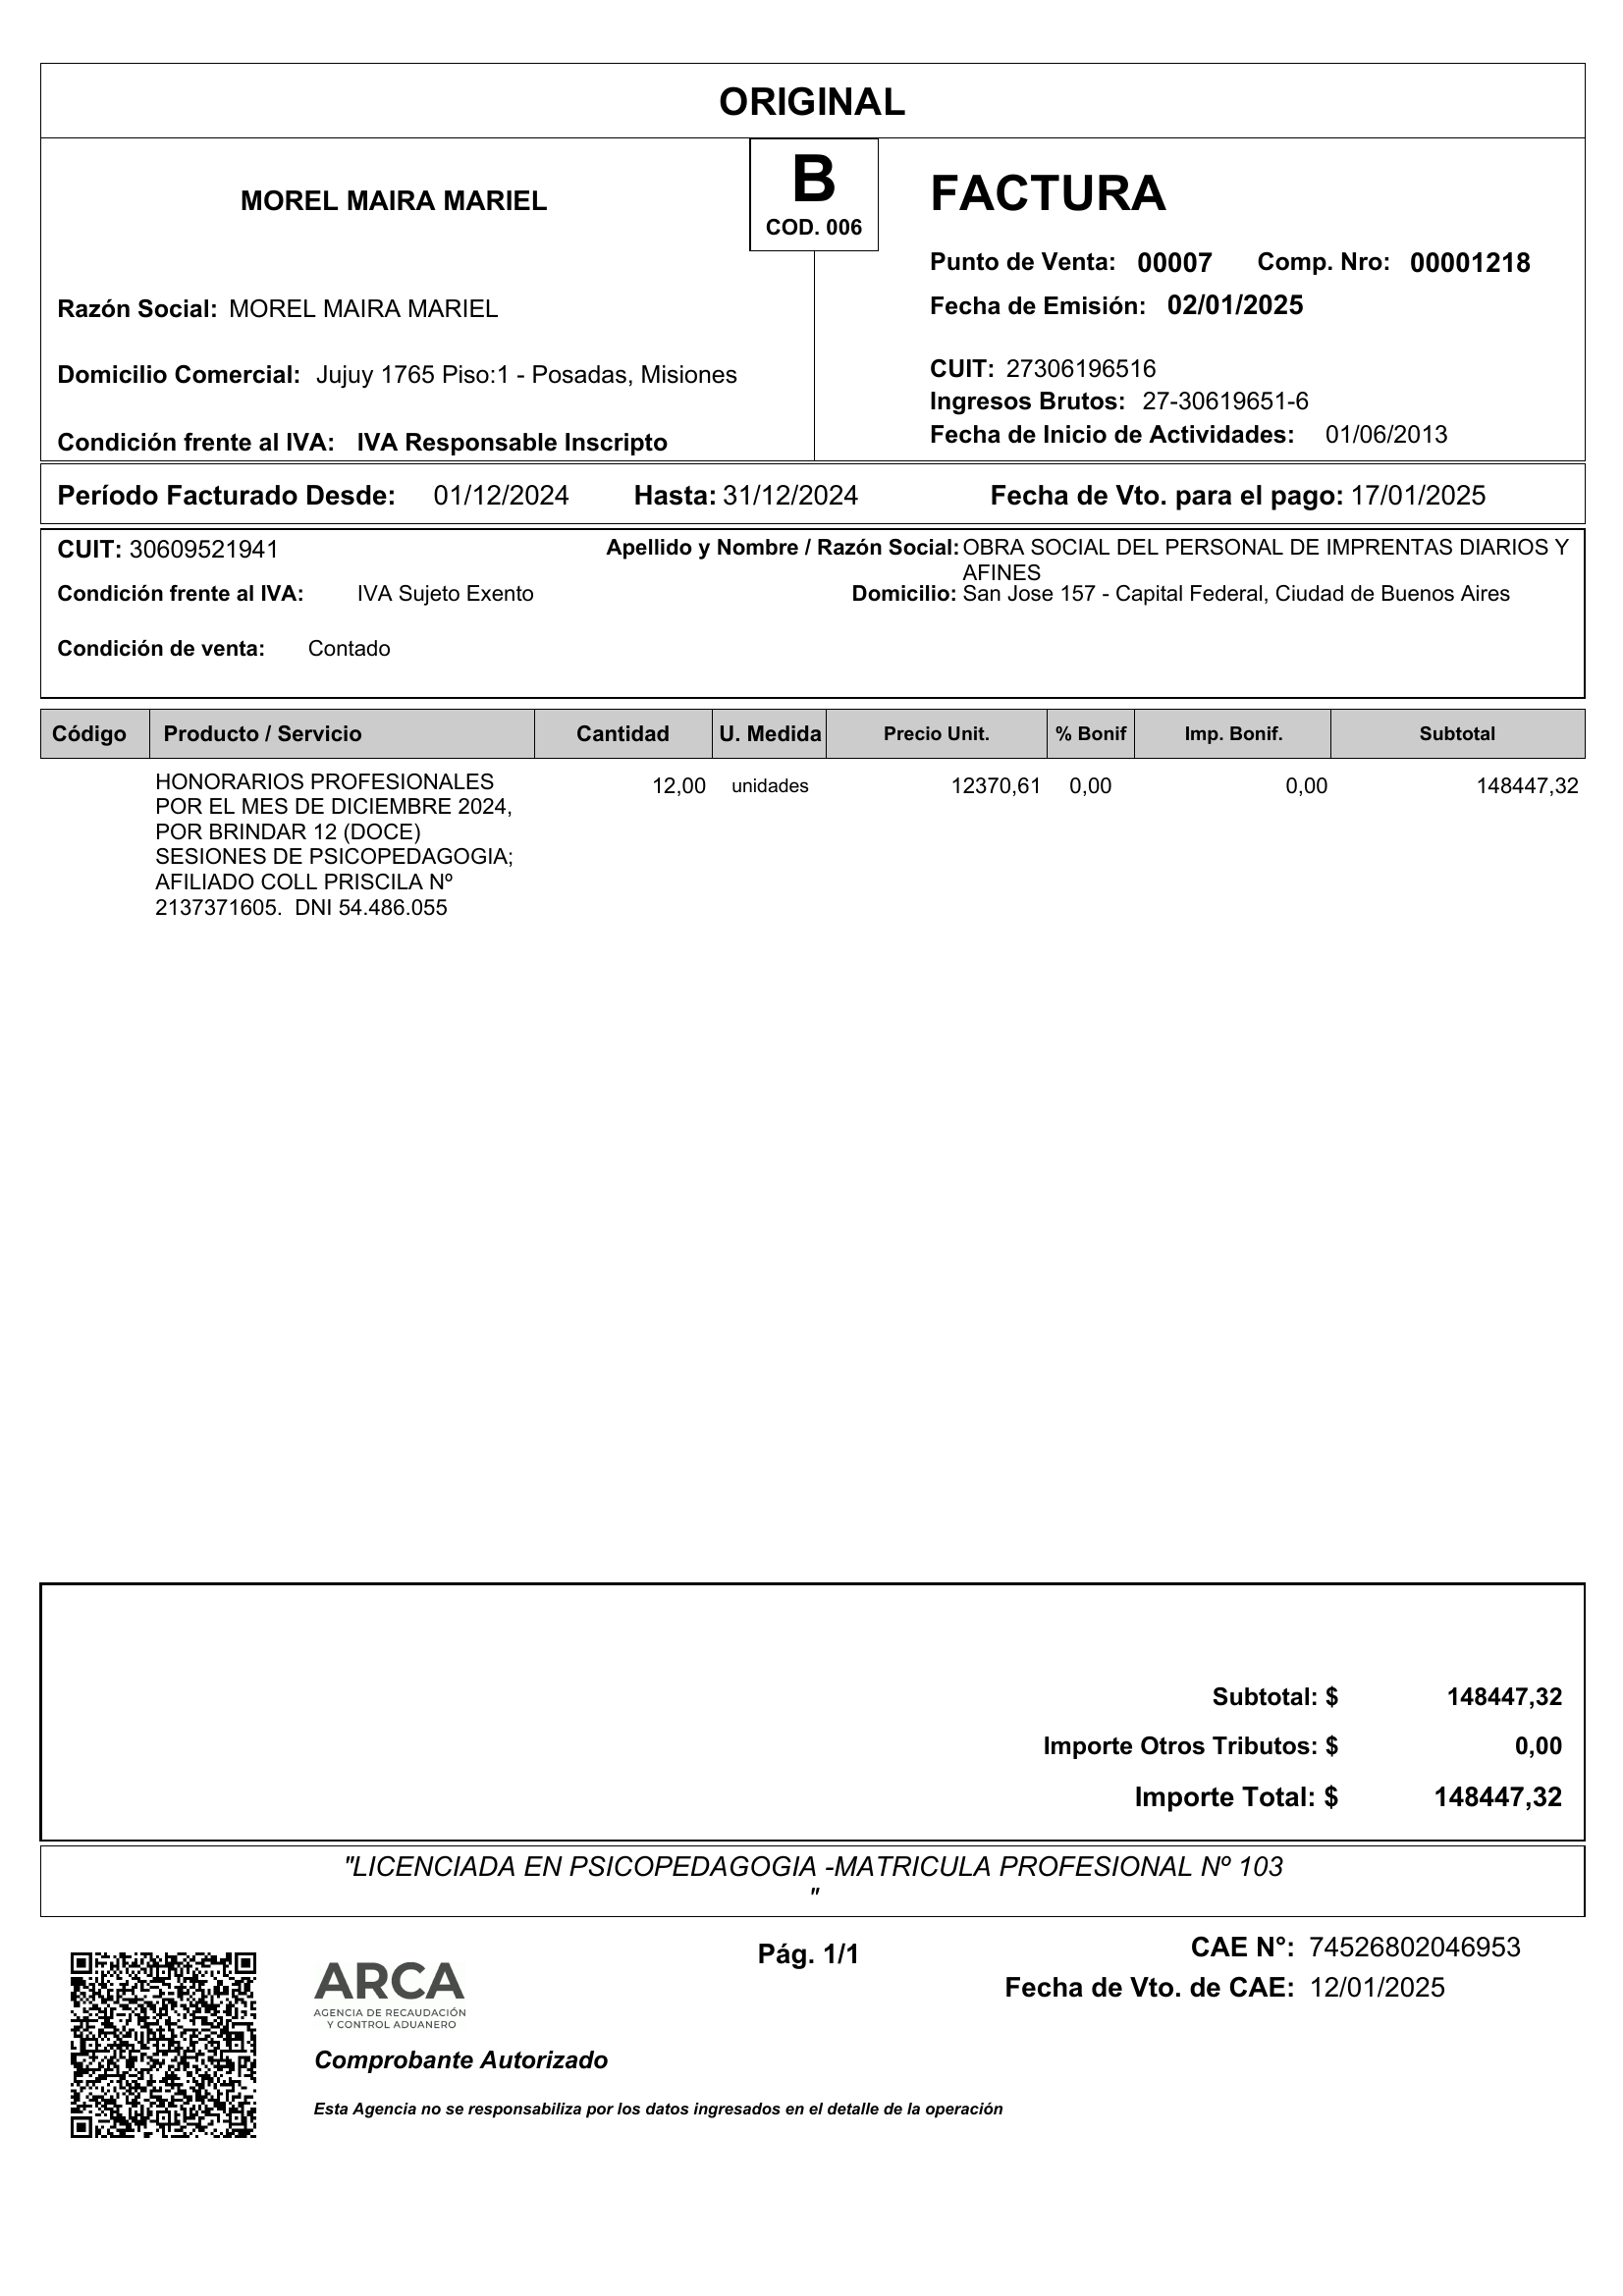 ORIGINAL
MOREL MAIRA MARIEL
B
COD. 006
FACTURA
Punto de Venta: 00007 Comp. Nro: 00001218
Fecha de Emisión: 02/01/2025
Razón Social: MOREL MAIRA MARIEL
Domicilio Comercial: Jujuy 1765 Piso:1 - Posadas, Misiones
Condición frente al IVA: IVA Responsable Inscripto
CUIT: 27306196516
Ingresos Brutos: 27-30619651-6
Fecha de Inicio de Actividades: 01/06/2013
Período Facturado Desde: 01/12/2024 Hasta: 31/12/2024 Fecha de Vto. para el pago: 17/01/2025
CUIT: 30609521941
Apellido y Nombre / Razón Social: OBRA SOCIAL DEL PERSONAL DE IMPRENTAS DIARIOS Y
AFINES
Condición frente al IVA: IVA Sujeto Exento
Domicilio: San Jose 157 - Capital Federal, Ciudad de Buenos Aires
Condición de venta: Contado
Código Producto / Servicio Cantidad U. Medida Precio Unit. % Bonif Imp. Bonif. Subtotal
HONORARIOS PROFESIONALES 12,00 unidades 12370,61 0,00 0,00 148447,32
POR EL MES DE DICIEMBRE 2024,
POR BRINDAR 12 (DOCE)
SESIONES DE PSICOPEDAGOGIA;
AFILIADO COLL PRISCILA Nº
2137371605. DNI 54.486.055
Subtotal: $ 148447,32
Importe Otros Tributos: $ 0,00
Importe Total: $ 148447,32
"LICENCIADA EN PSICOPEDAGOGIA -MATRICULA PROFESIONAL Nº 103
"
ARCA
AGENCIA DE RECAUDACIÓN
Y CONTROL ADUANERO
Comprobante Autorizado
Esta Agencia no se responsabiliza por los datos ingresados en el detalle de la operación
Pág. 1/1
CAE N°: 74526802046953
Fecha de Vto. de CAE: 12/01/2025